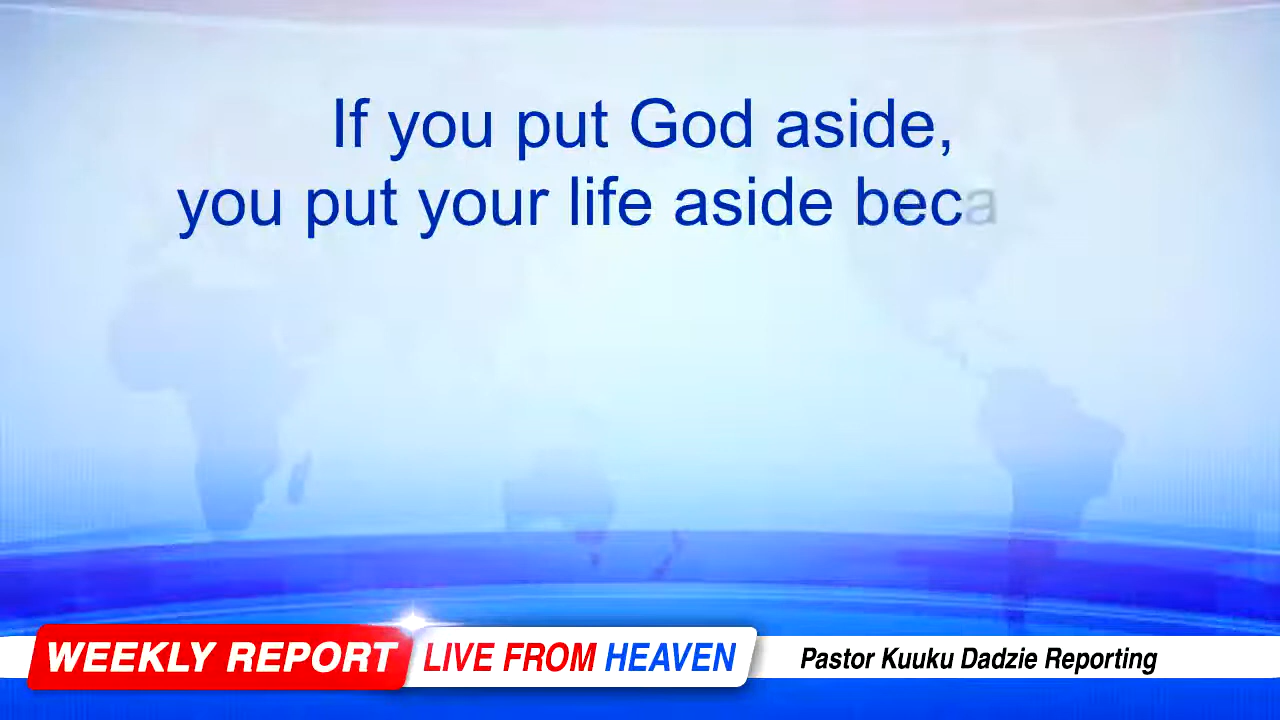 If you put God aside,
you put your life aside beca
WEEKLY REPORT
LIVE FROM HEAVEN
Pastor Kuuku Dadzie Reporting